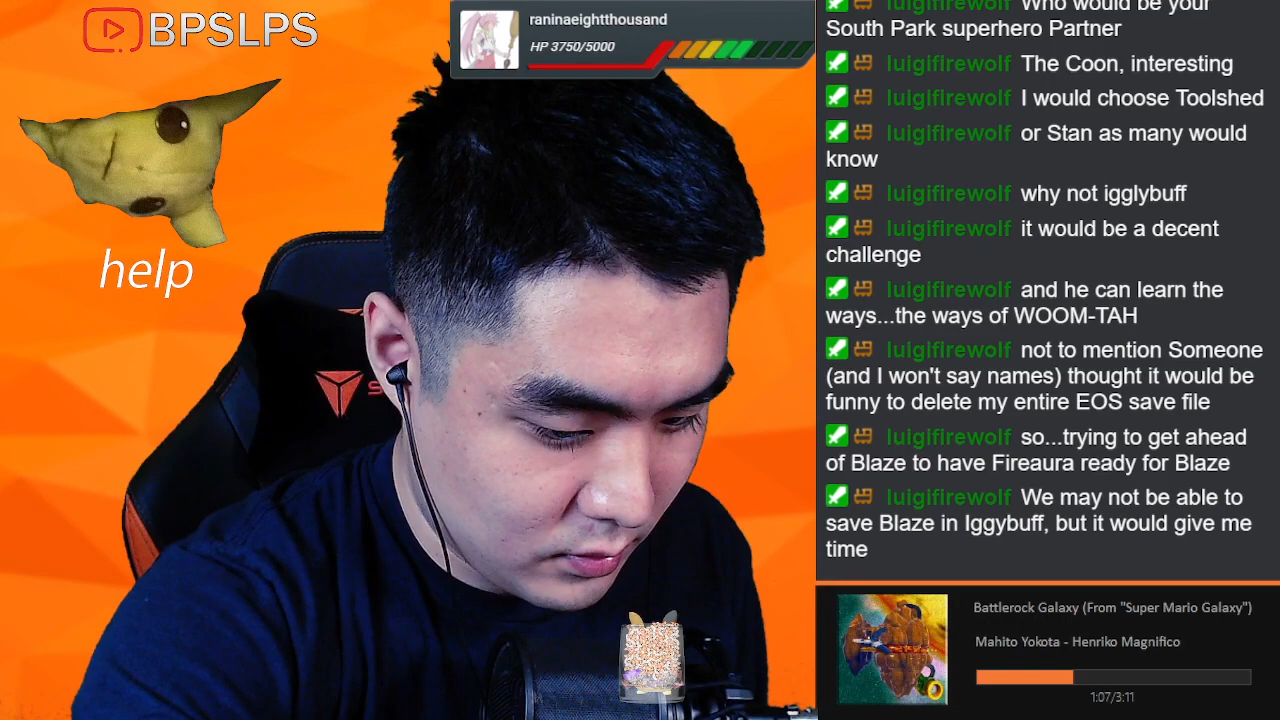 BPSLPS
help
raninaeightthousand
HP 3750/5000
luigifirewolf Who would be your
South Park superhero Partner
luigifirewolf The Coon, interesting
luigifirewolf I would choose Toolshed
luigifirewolf or Stan as many would
know
luigifirewolf why not igglybuff
luigifirewolf it would be a decent
challenge
luigifirewolf and he can learn the
ways...the ways of WOOM-TAH
luigifirewolf not to mention Someone
(and I won't say names) thought it would be
funny to delete my entire EOS save file
luigifirewolf so...trying to get ahead
of Blaze to have Fireaura ready for Blaze
luigifirewolf We may not be able to
save Blaze in Iggybuff, but it would give me
time
Battlerock Galaxy (From "Super Mario Galaxy")
Mahito Yokota - Henriko Magnifico
1:07/3:11